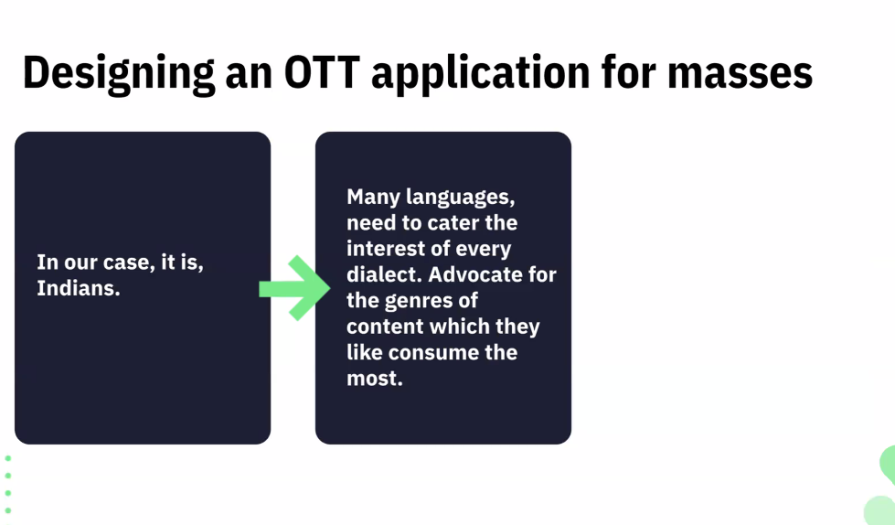 Designing an OTT application for masses
In our case, it is,
Indians.
Many languages,
need to cater the
interest of every
dialect. Advocate for
the genres of
content which they
like consume the
most.